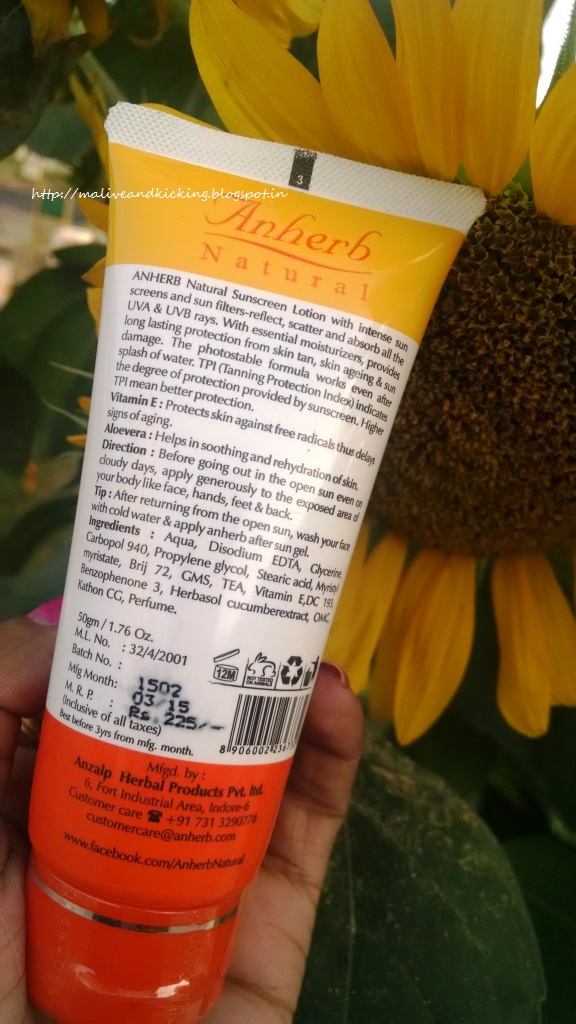 3
http://maliveandkicking.blogspot.in
Anherb
Natural
ANHERB Natural Sunscreen Lotion with intense sun
screens and sun filters-reflect, scatter and absorb all the
UVA & UVB rays. With essential moisturizers, provides
long lasting protection from skin tan, skin ageing & sun
damage. The photostable formula works even after
splash of water. TPI (Tanning Protection Index) indicates
the degree of protection provided by sunscreen. Higher
TPI mean better protection.
Vitamin E : Protects skin against free radicals thus delays
signs of aging.
Aloevera : Helps in soothing and rehydration of skin.
Direction : Before going out in the open sun even on
cloudy days, apply generously to the exposed area of
your body like face, hands, feet & back.
Tip : After returning from the open sun, wash your face
with cold water & apply anherb after sun gel.
Ingredients : Aqua, Disodium EDTA, Glycerine,
Carbopol 940, Propylene glycol, Stearic acid, Myristyl
myristate, Brij 72, GMS, TEA, Vitamin E,DC 193,
Benzophenone 3, Herbasol cucumberextract, OMC,
Kathon CG, Perfume.
50gm / 1.76 Oz.
M.L. No. : 32/4/2001
Batch No. : 1502
Mfg Month: 03 15
M. R. P. : Rs. 225/-
(Inclusive of all taxes)
Best before 3yrs from mfg. month.
12M
NOT TESTED
ON ANIMALS
8 906002
Mfgd. by :
Anzalp Herbal Products Pvt. ltd.
6, Fort Industrial Area, Indore-6
Customer care ☎ +91 731 3290778
customercare@anherb.com
www.facebook.com/AnherbNatural